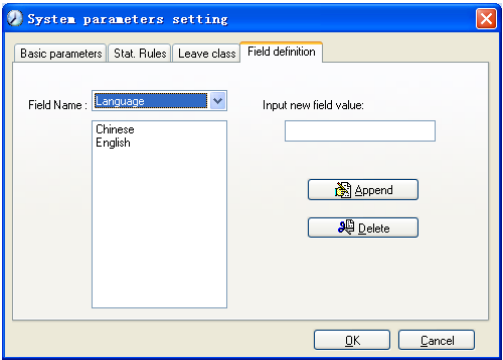 System parameters setting
Basic parameters Stat. Rules Leave class Field definition
Field Name : Language Input new field value:
Chinese
English
Append
Delete
OK Cancel